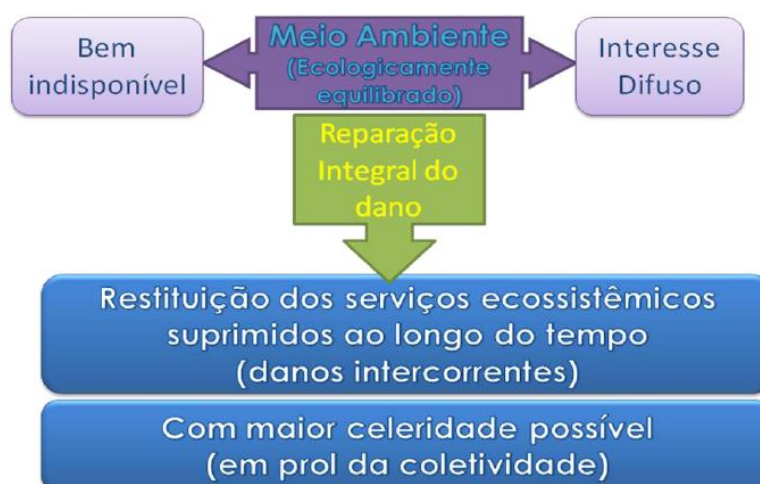 Bem
indisponível
Meio Ambiente
(Ecologicamente
equilibrado)
Interesse
Difuso
Reparação
Integral do
dano
Restituição dos serviços ecossistêmicos
suprimidos ao longo do tempo
(danos intercorrentes)
Com maior celeridade possível
(em prol da coletividade)